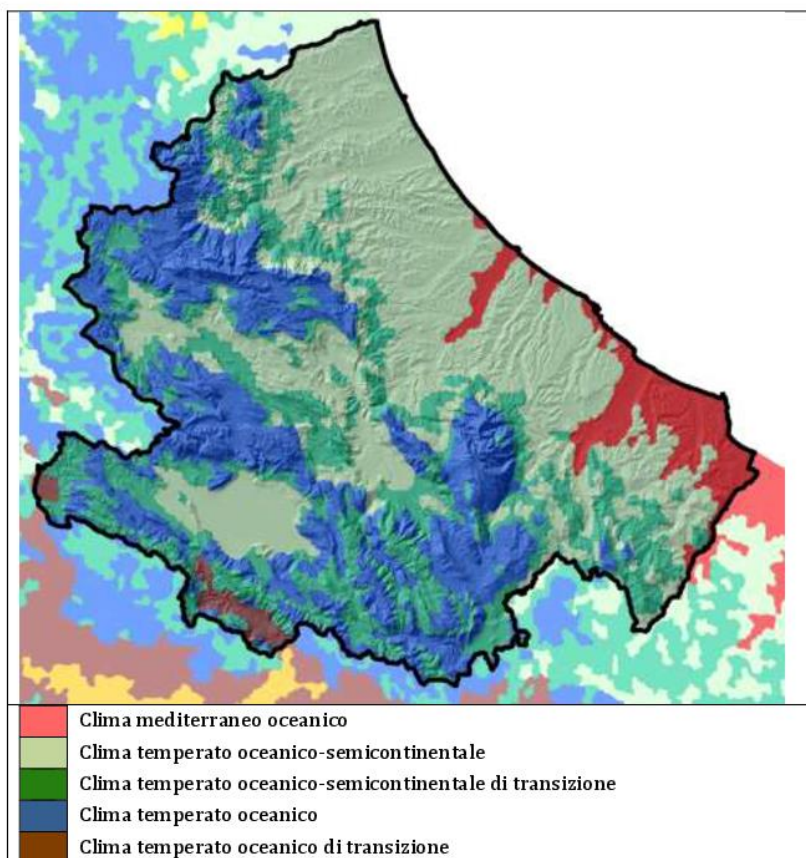 Clima mediterraneo oceanico
Clima temperato oceanico-semicontinentale
Clima temperato oceanico-semicontinentale di transizione
Clima temperato oceanico
Clima temperato oceanico di transizione